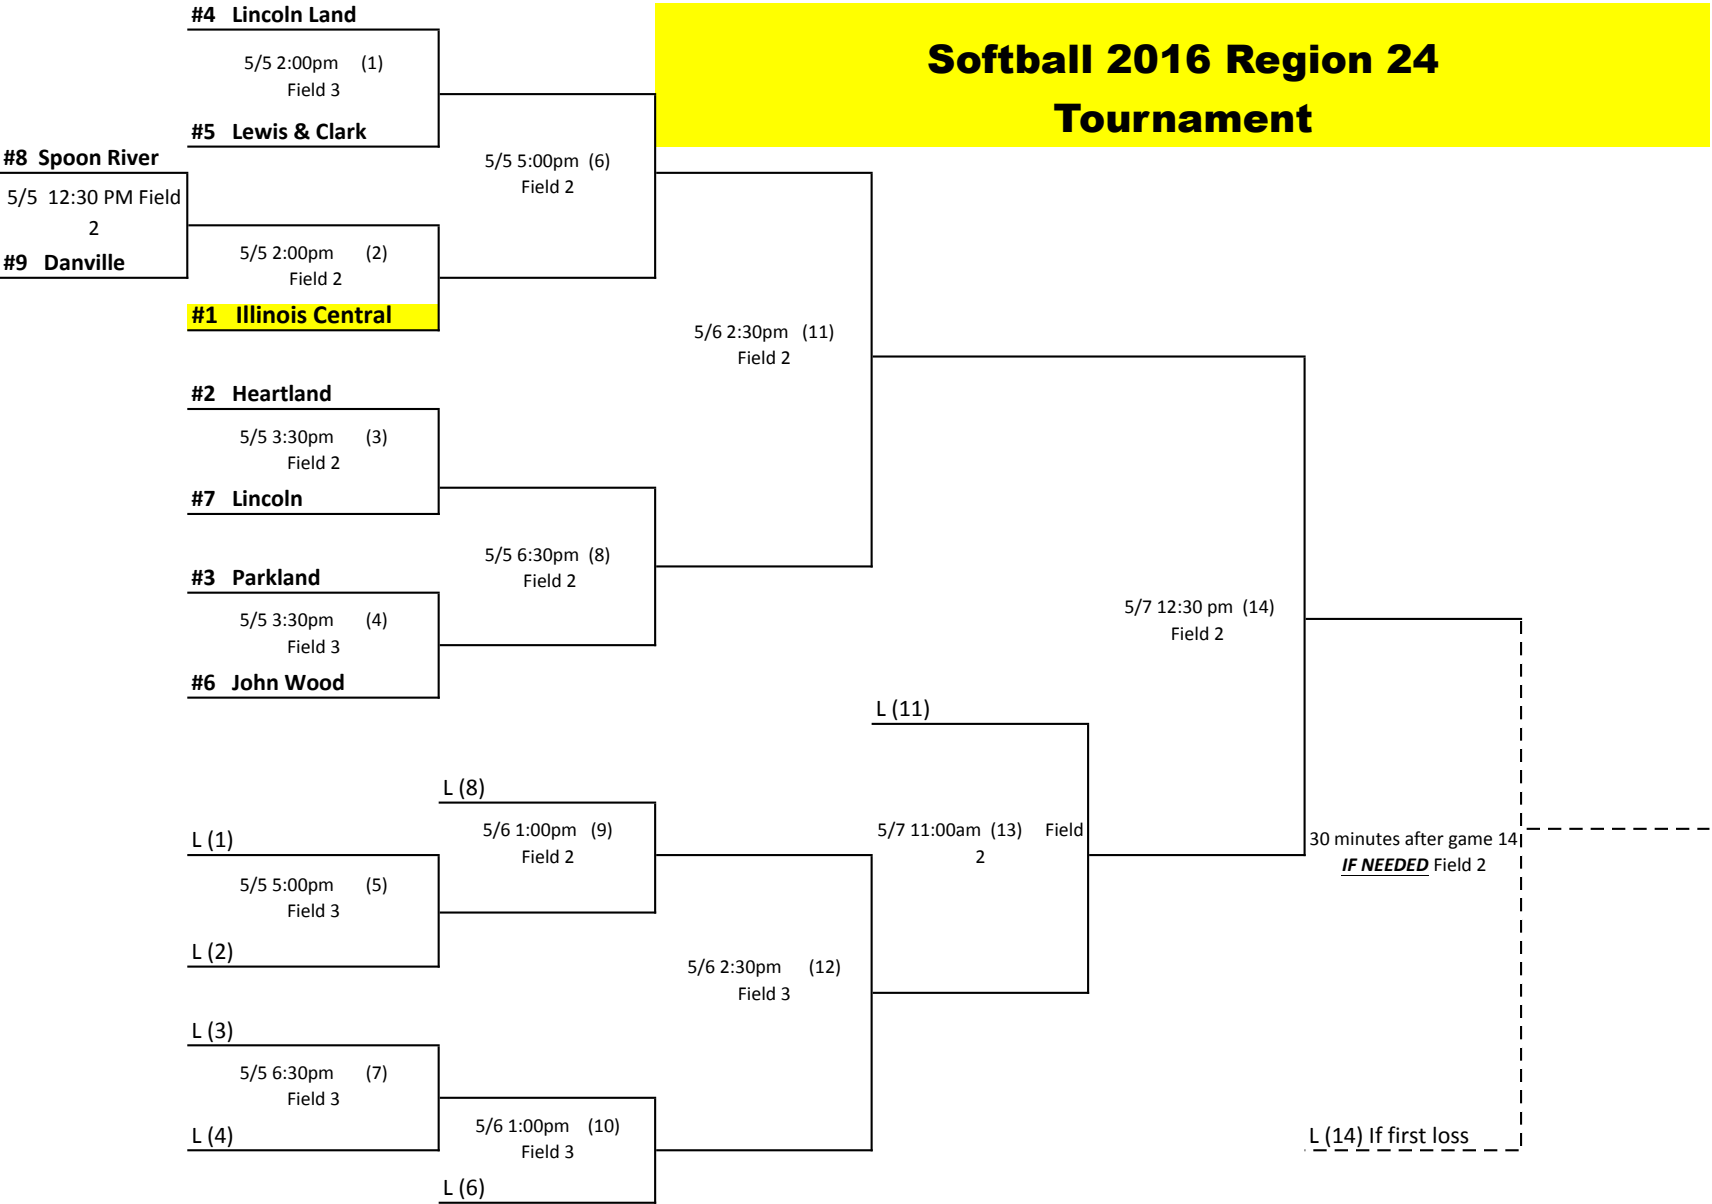 #4 Lincoln Land
Softball 2016 Region 24
Tournament
5/5 2:00pm (1)
Field 3
#5 Lewis & Clark
#8 Spoon River
5/5 12:30 PM Field
2
#9 Danville
5/5 5:00pm (6)
Field 2
5/5 2:00pm (2)
Field 2
#1 Illinois Central
5/6 2:30pm (11)
Field 2
#2 Heartland
5/5 3:30pm (3)
Field 2
#7 Lincoln
5/5 6:30pm (8)
Field 2
#3 Parkland
5/5 3:30pm (4)
Field 3
#6 John Wood
5/7 12:30 pm (14)
Field 2
L (11)
L (8)
5/6 1:00pm (9)
Field 2
5/7 11:00am (13) Field
2
30 minutes after game 14
IF NEEDED Field 2
L (1)
5/5 5:00pm (5)
Field 3
L (2)
5/6 2:30pm (12)
Field 3
L (3)
5/5 6:30pm (7)
Field 3
L (4)
5/6 1:00pm (10)
Field 3
L (6)
L (14) If first loss